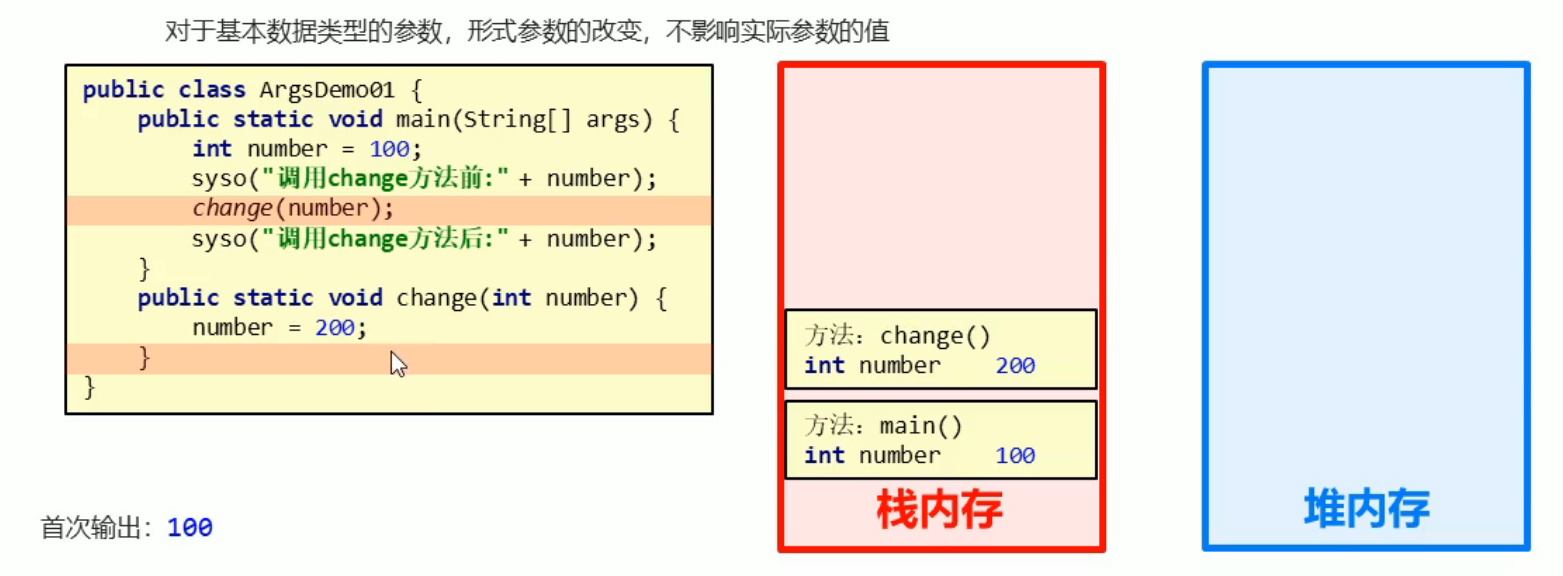 对于基本数据类型的参数，形式参数的改变，不影响实际参数的值
public class ArgsDemo01 {
public static void main(String[] args) {
int number = 100;
syso("调用change方法前:" + number);
change(number);
syso("调用change方法后:" + number);
}
public static void change(int number) {
number = 200;
}
}
首次输出：100
方法：change()
int number 200
方法：main()
int number 100
栈内存
堆内存